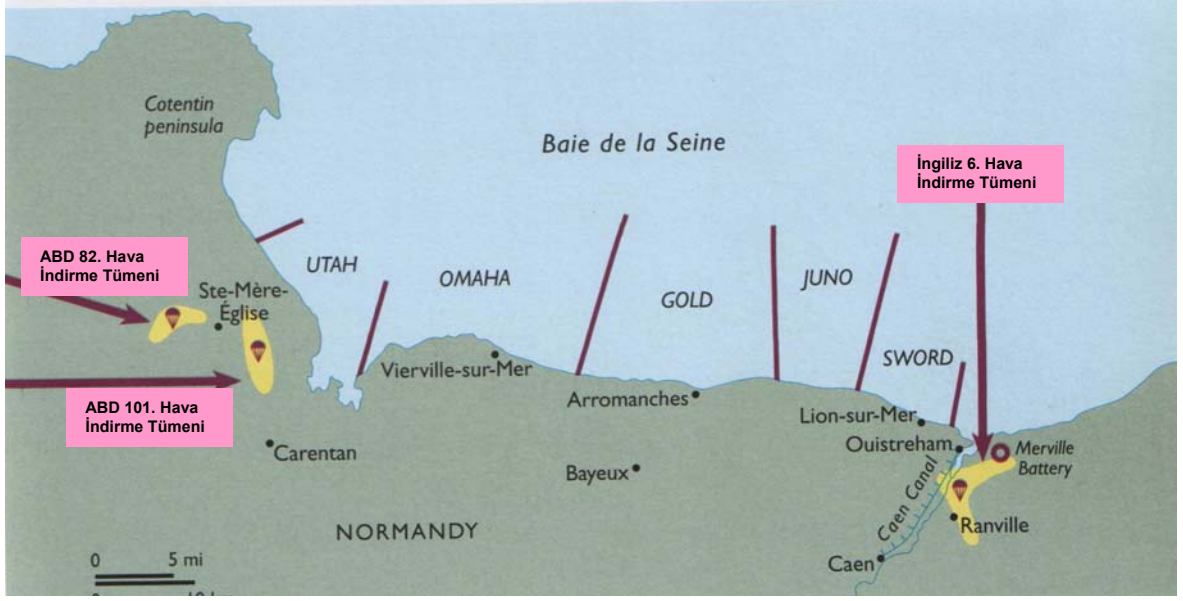 Cotentin
peninsula
Baie de la Seine
İngiliz 6. Hava
İndirme Tümeni
ABD 82. Hava
İndirme Tümeni
UTAH
OMAHA
GOLD
JUNO
SWORD
Ste-Mère-
Église
Vierville-sur-Mer
Arromanches
Lion-sur-Mer
Ouistreham
Merville
Battery
ABD 101. Hava
İndirme Tümeni
Carentan
Bayeux
Caen Canal
Ranville
NORMANDY
Caen
0 5 mi